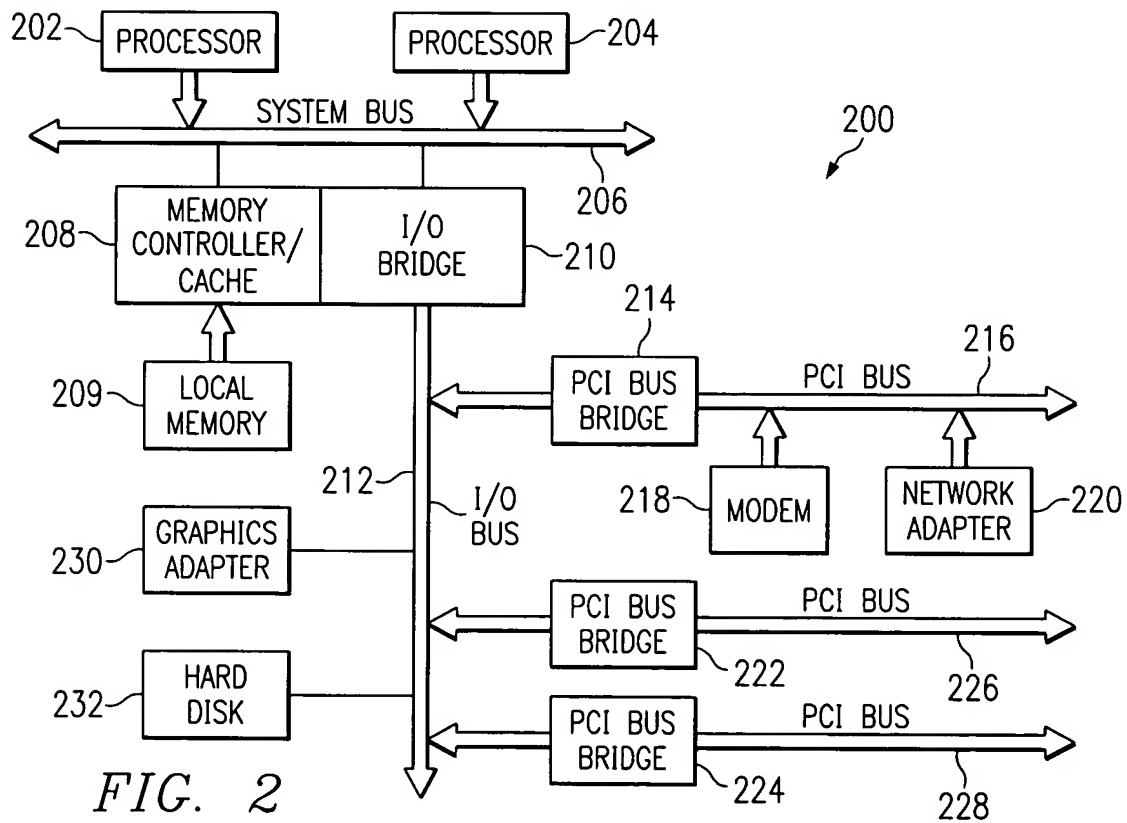 202
PROCESSOR
PROCESSOR
204
SYSTEM BUS
200
206
208
MEMORY
CONTROLLER/
CACHE
I/O
BRIDGE
210
214
209
LOCAL
MEMORY
PCI BUS
BRIDGE
PCI BUS
216
212
I/O
BUS
218
MODEM
NETWORK
ADAPTER
220
230
GRAPHICS
ADAPTER
PCI BUS
BRIDGE
222
PCI BUS
226
232
HARD
DISK
PCI BUS
BRIDGE
224
PCI BUS
228
FIG. 2